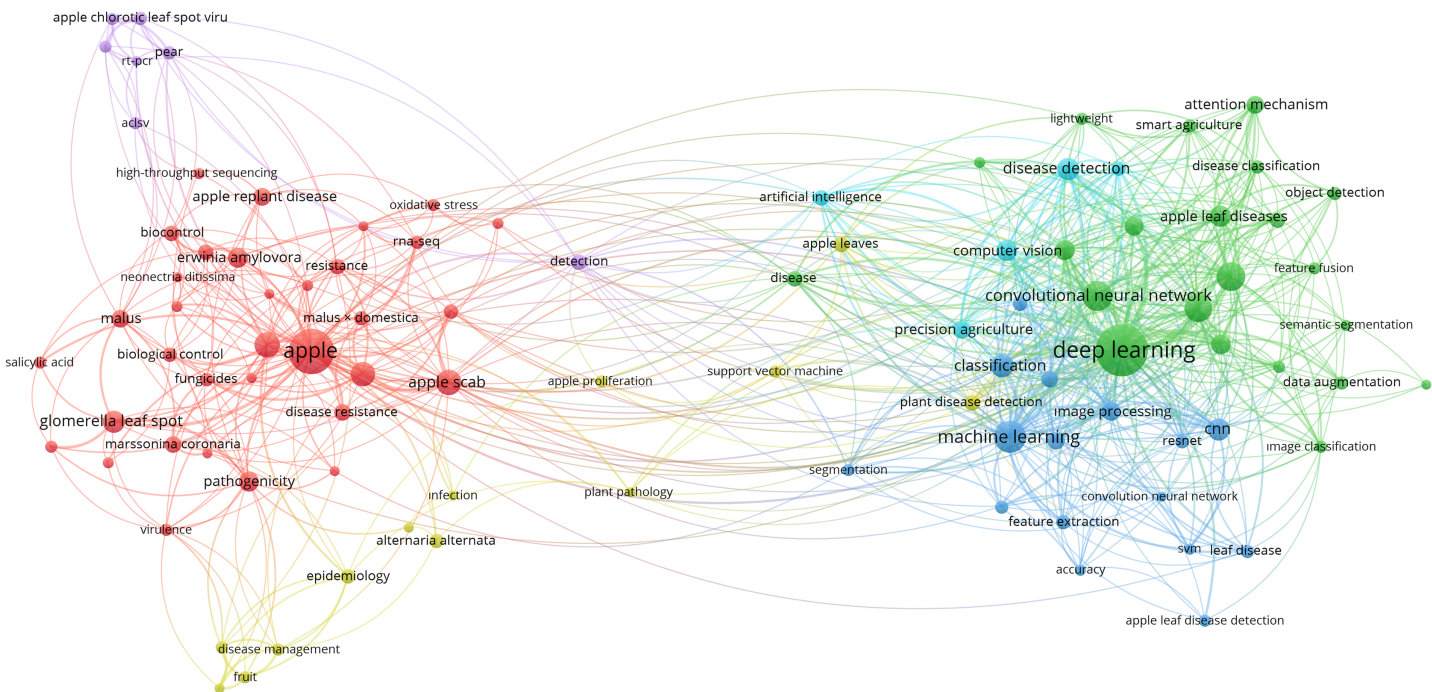 apple chlorotic leaf spot viru
pear
rt-pcr
aclsv
high-throughput sequencing
apple replant disease
oxidative stress
biocontrol
rna-seq
erwinia amylovora
resistance
neonectria ditissima
malus
malus × domestica
apple
salicylic acid
biological control
fungicides
apple scab
disease resistance
glomerella leaf spot
marssonina coronaria
pathogenicity
virulence
infection
alternaria alternata
epidemiology
disease management
fruit
detection
apple proliferation
plant pathology
artificial intelligence
apple leaves
disease
support vector machine
segmentation
attention mechanism
lightweight
smart agriculture
disease detection
disease classification
object detection
apple leaf diseases
computer vision
feature fusion
convolutional neural network
precision agriculture
semantic segmentation
deep learning
classification
data augmentation
plant disease detection
image processing
machine learning
cnn
resnet
image classification
convolution neural network
feature extraction
svm
leaf disease
accuracy
apple leaf disease detection